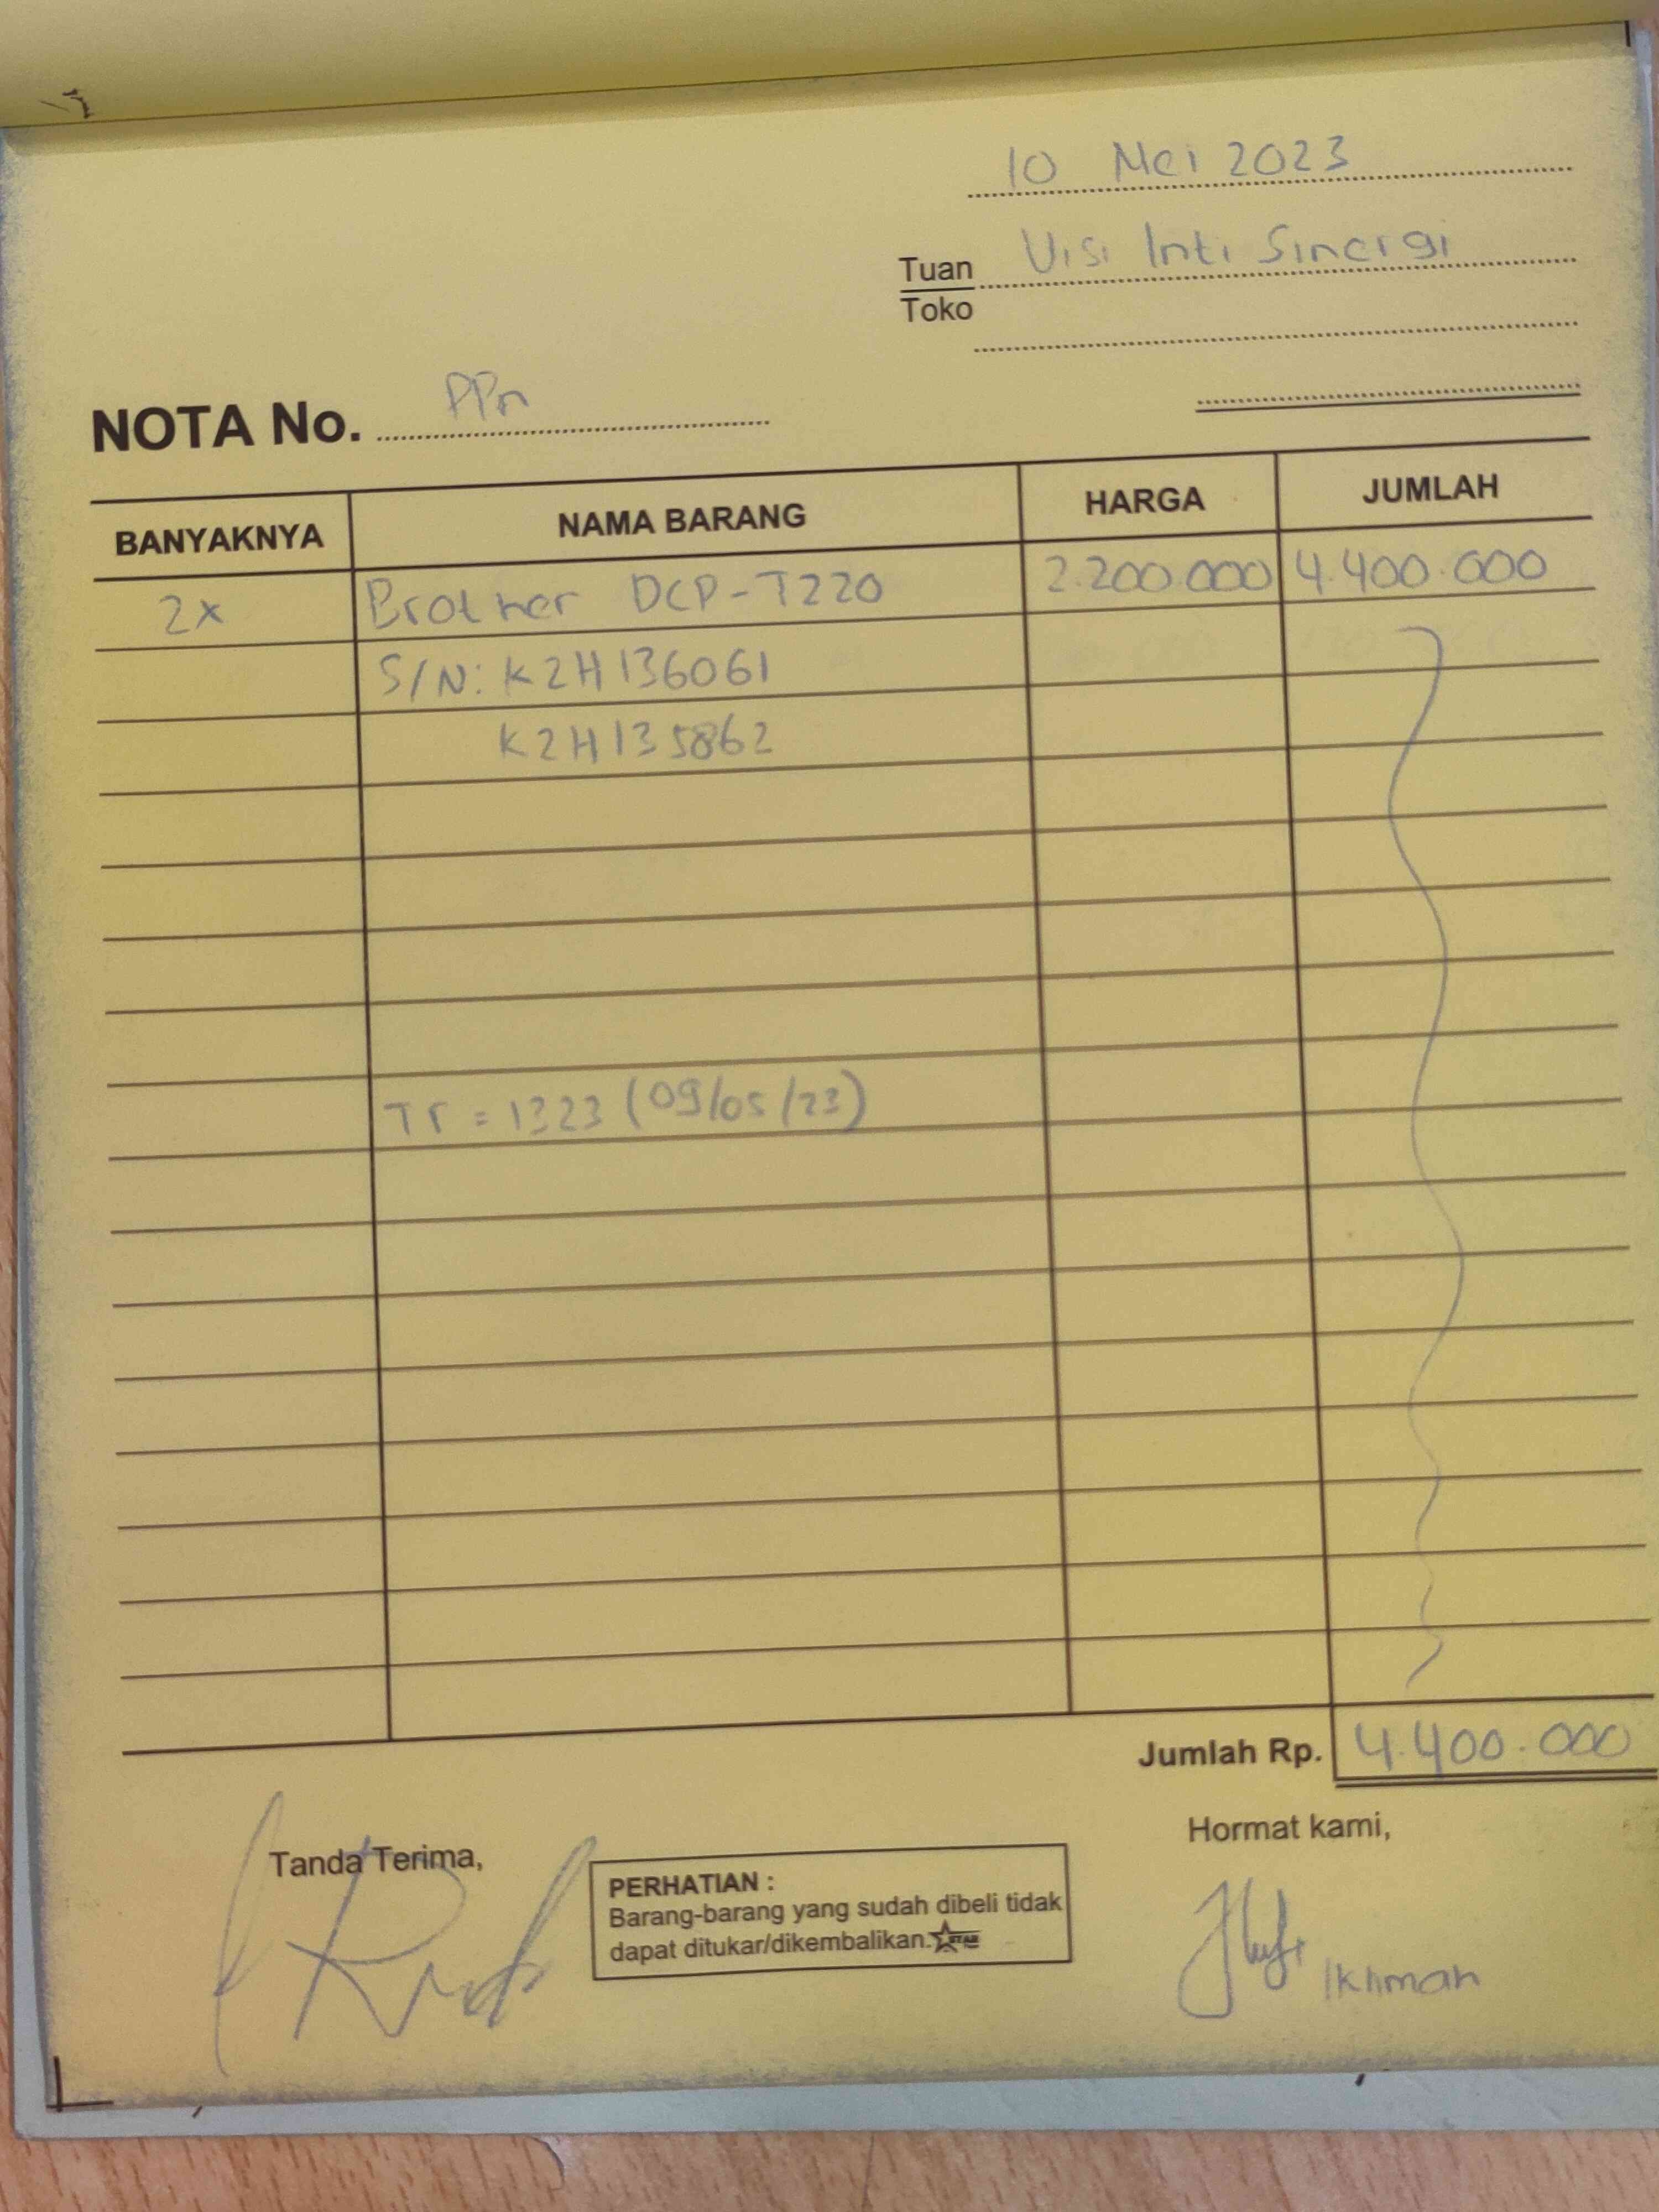 10 Mei 2023
Tuan Visi Inti Sinergi
Toko
NOTA No. PPn
BANYAKNYA NAMA BARANG HARGA JUMLAH
2x Brother DCP-T220 2.200.000 4.400.000
S/N: K2H136061
K2H135862
Tr = 1323 (09/05/23)
Jumlah Rp. 4.400.000
Tanda Terima,
Hormat kami,
PERHATIAN :
Barang-barang yang sudah dibeli tidak
dapat ditukar/dikembalikan.